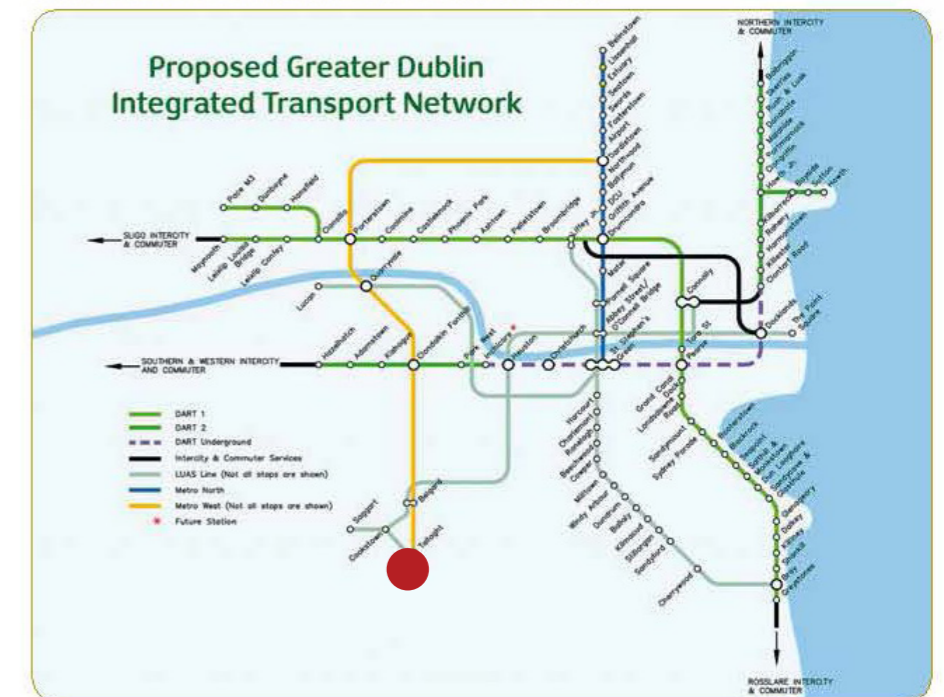 Proposed Greater Dublin
Integrated Transport Network
NORTHERN INTERCITY
& COMMUTER
Belinstown
Lissenhall
Estuary
Seatown
Swords
Fosterstown
Airport
Dardistown
Northwood
Ballymun
DCU
Griffith Avenue
Drumcondra
Mater
Parnell Square
Abbey Street/
O'Connell Bridge
St Stephen's
Green
Balbriggan
Skerries
Rush & Lusk
Donabate
Malahide
Portmarnock
Clongriffin
Howth Jn.
Bayside
Sutton
Howth
Kilbarrack
Raheny
Harmonstown
Killester
Clontarf Road
Pace M3
Dunboyne
Hansfield
SLIGO INTERCITY
& COMMUTER
Maynooth
Leixlip Louisa
Bridge
Leixlip Confey
Clonsilla
Porterstown
Coolmine
Castleknock
Phoenix Park
Ashtown
Pelletstown
Broombridge
Liffey Jn.
Connolly
Docklands
The Point
Square
Lucan
Quarryvale
SOUTHERN & WESTERN INTERCITY
AND COMMUTER
Hazelhatch
Adamstown
Kishogue
Clondalkin Fonthill
Park West
Inchicore
Heuston
Christchurch
Tara St
Pearse
Grand Canal
Dock
Lansdowne
Road
Sandymount
Sydney Parade
Booterstown
Blackrock
Seapoint
Salthill &
Monkstown
Dun Laoghaire
Sandycove &
Glasthule
Glenageary
Dalkey
Killiney
Shankill
Bray
Greystones
Harcourt
Charlemont
Ranelagh
Beechwood
Cowper
Milltown
Windy Arbour
Dundrum
Balally
Kilmacud
Stillorgan
Sandyford
Cherrywood
DART 1
DART 2
DART Underground
Intercity & Commuter Services
LUAS Line (Not all stops are shown)
Metro North
Metro West (Not all stops are shown)
Future Station
Saggart
Cookstown
Belgard
Tallaght
ROSSLARE INTERCITY
& COMMUTER